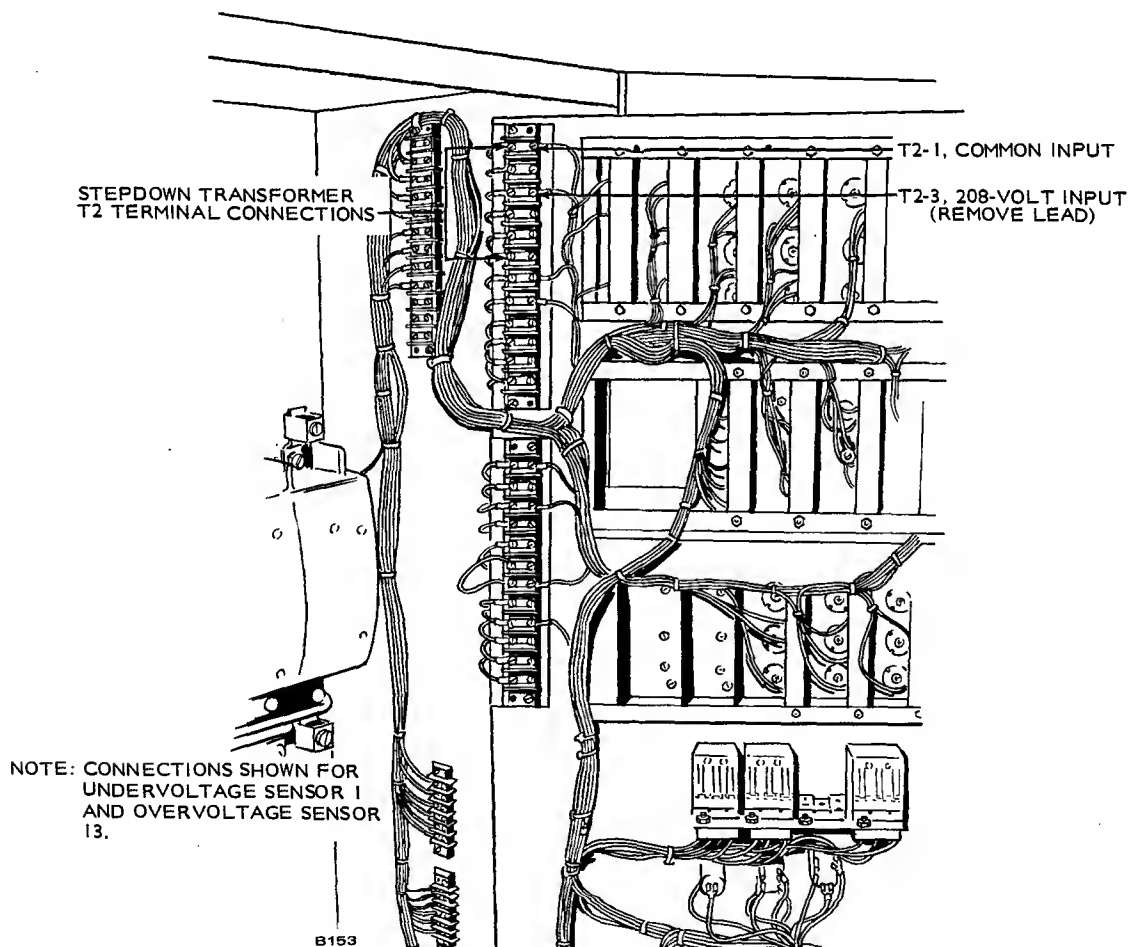 T2-1, COMMON INPUT
STEPDOWN TRANSFORMER
T2 TERMINAL CONNECTIONS
T2-3, 208-VOLT INPUT
(REMOVE LEAD)
NOTE: CONNECTIONS SHOWN FOR
UNDERVOLTAGE SENSOR I
AND OVERVOLTAGE SENSOR
13.
B153